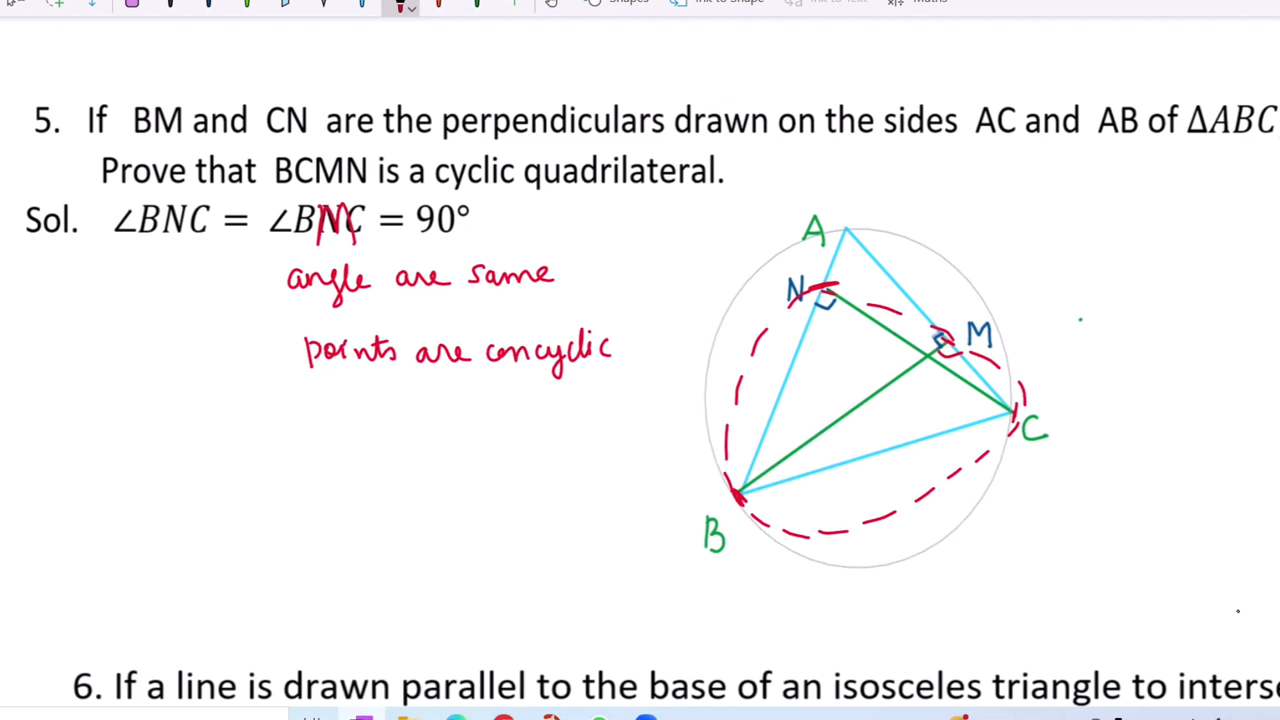 5. If BM and CN are the perpendiculars drawn on the sides AC and AB of ΔABC
Prove that BCMN is a cyclic quadrilateral.
Sol. ∠BNC = ∠BMC = 90°
angle are same
points are concyclic
A
N
M
C
B
6. If a line is drawn parallel to the base of an isosceles triangle to interse